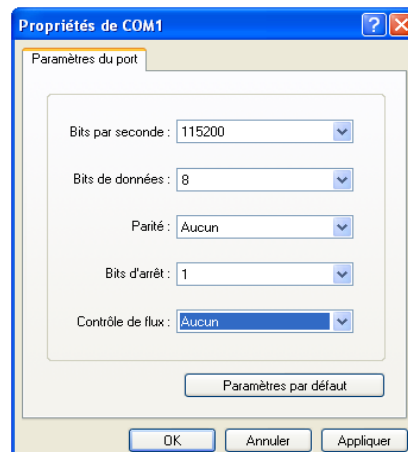 Propriétés de COM1
Paramètres du port
Bits par seconde : 115200
Bits de données : 8
Parité : Aucun
Bits d'arrêt : 1
Contrôle de flux : Aucun
Paramètres par défaut
OK Annuler Appliquer